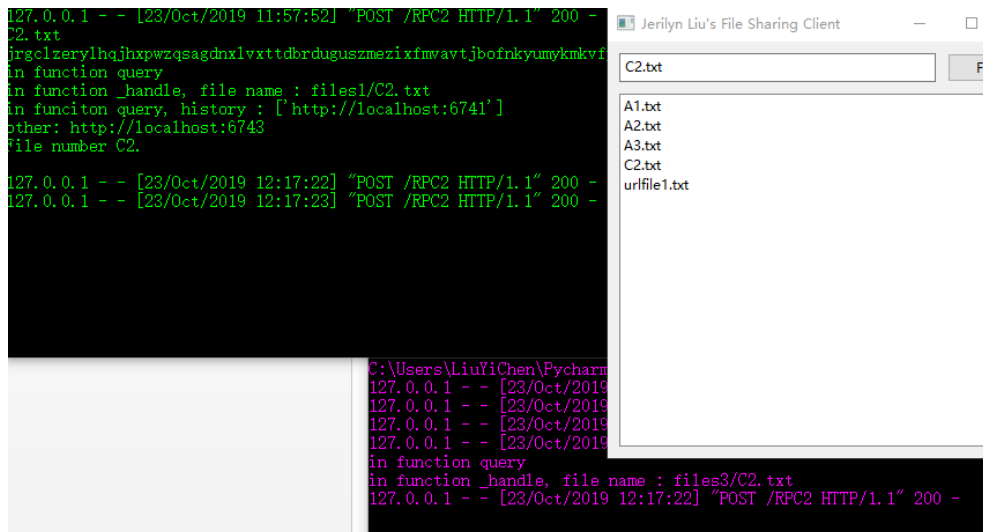 127.0.0.1 - - [23/Oct/2019 11:57:52] "POST /RPC2 HTTP/1.1" 200 -
C2.txt
in function query
in function _handle, file name : files1/C2.txt
in funciton query, history : ['http://localhost:6741']
other: http://localhost:6743
File number C2.
127.0.0.1 - - [23/Oct/2019 12:17:22] "POST /RPC2 HTTP/1.1" 200 -
127.0.0.1 - - [23/Oct/2019 12:17:23] "POST /RPC2 HTTP/1.1" 200 -
Jerilyn Liu's File Sharing Client
C2.txt
F
A1.txt
A2.txt
A3.txt
C2.txt
urlfile1.txt
C:\Users\LiuYiChen\Pycharm
127.0.0.1 - - [23/Oct/2019
127.0.0.1 - - [23/Oct/2019
127.0.0.1 - - [23/Oct/2019
127.0.0.1 - - [23/Oct/2019
in function query
in function _handle, file name : files3/C2.txt
127.0.0.1 - - [23/Oct/2019 12:17:22] "POST /RPC2 HTTP/1.1" 200 -